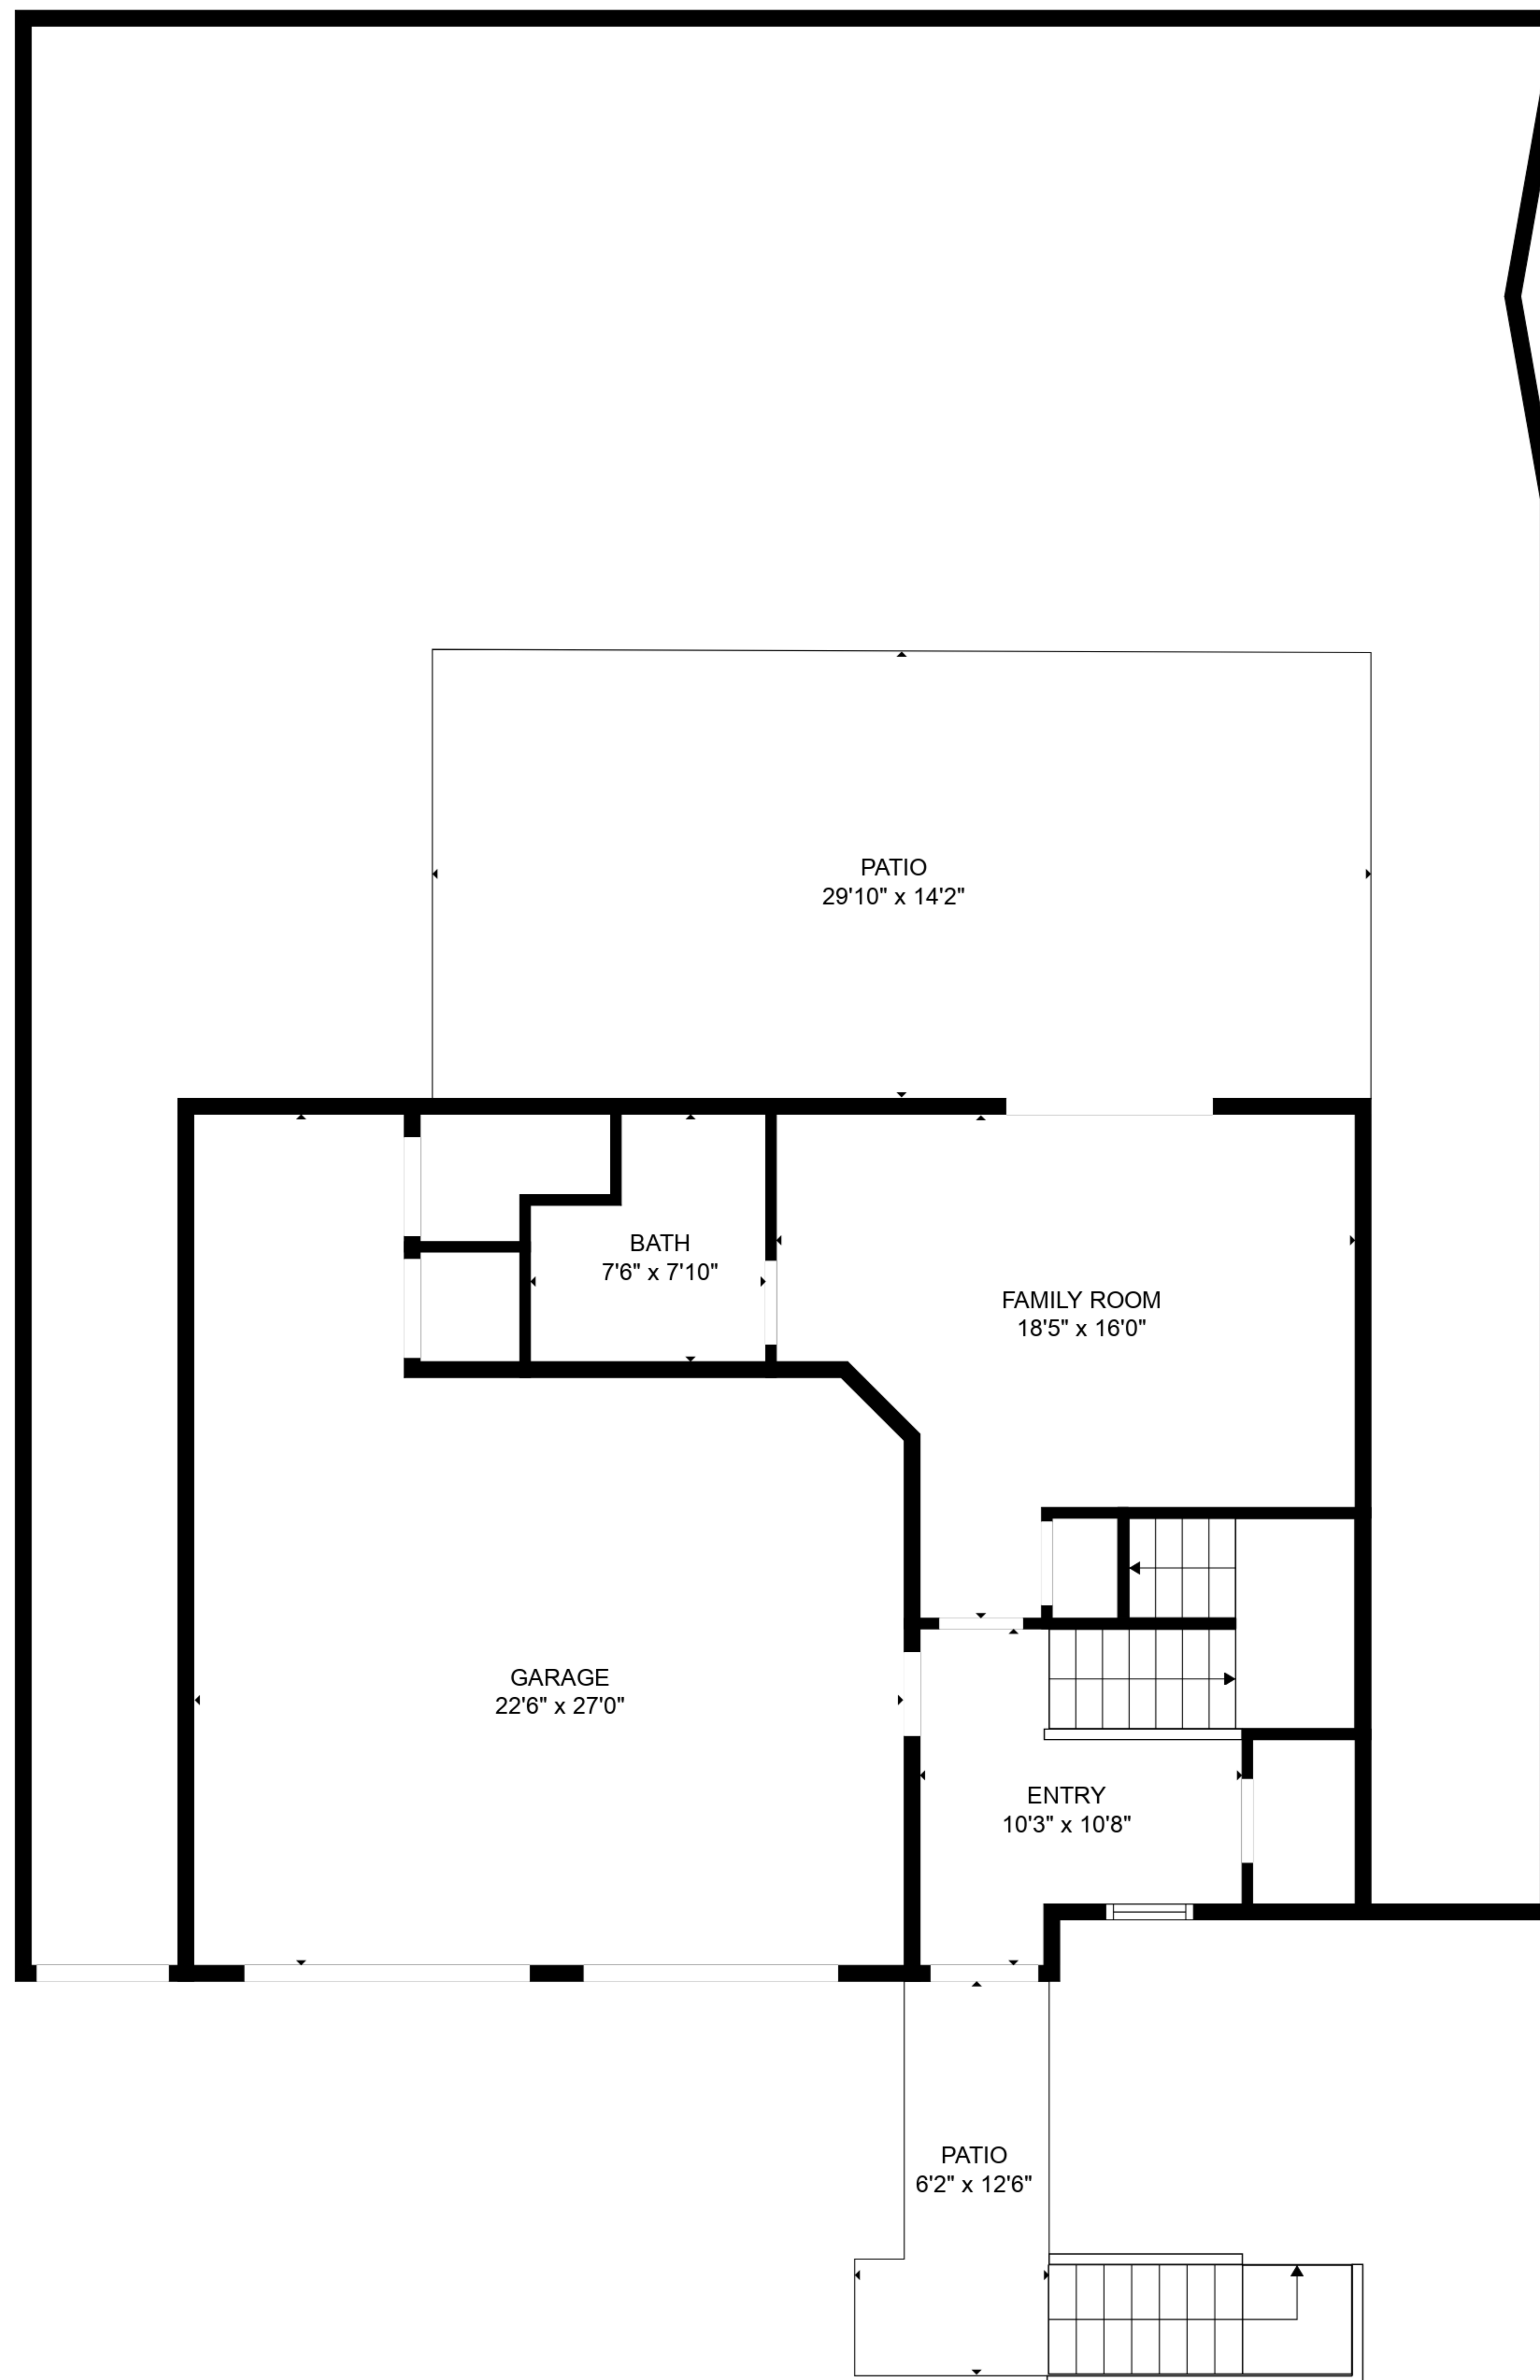 PATIO
29'10" x 14'2"
BATH
7'6" x 7'10"
FAMILY ROOM
18'5" x 16'0"
GARAGE
22'6" x 27'0"
ENTRY
10'3" x 10'8"
PATIO
6'2" x 12'6"